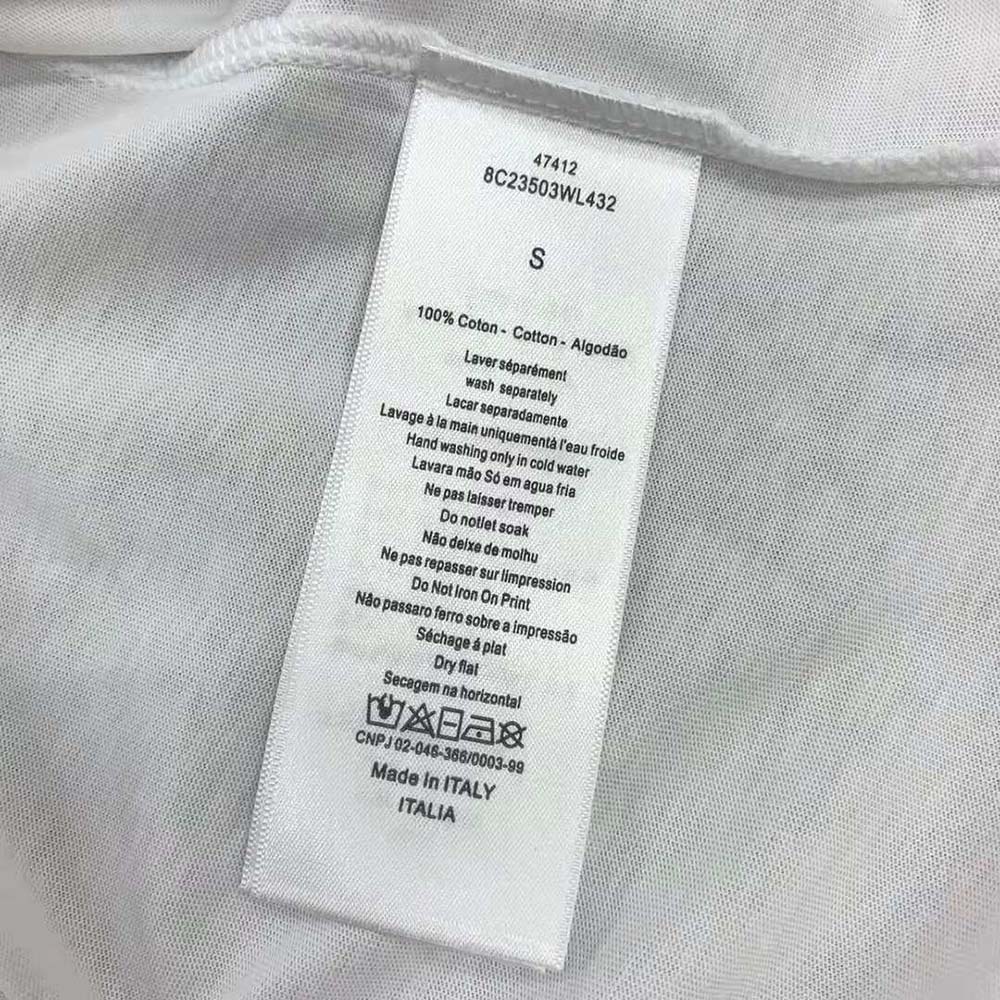 47412
8C23503WL432
S
100% Coton - Cotton - Algodão
Laver séparément
wash separately
Lacar separadamente
Lavage à la main uniquementà l'eau froide
Hand washing only in cold water
Lavara mão Só em agua fria
Ne pas laisser tremper
Do notlet soak
Não deixe de molhu
Ne pas repasser sur limpression
Do Not Iron On Print
Não passaro ferro sobre a impressão
Séchage á plat
Dry flat
Secagem na horizontal
CNPJ 02-046-366/0003-99
Made In ITALY
ITALIA